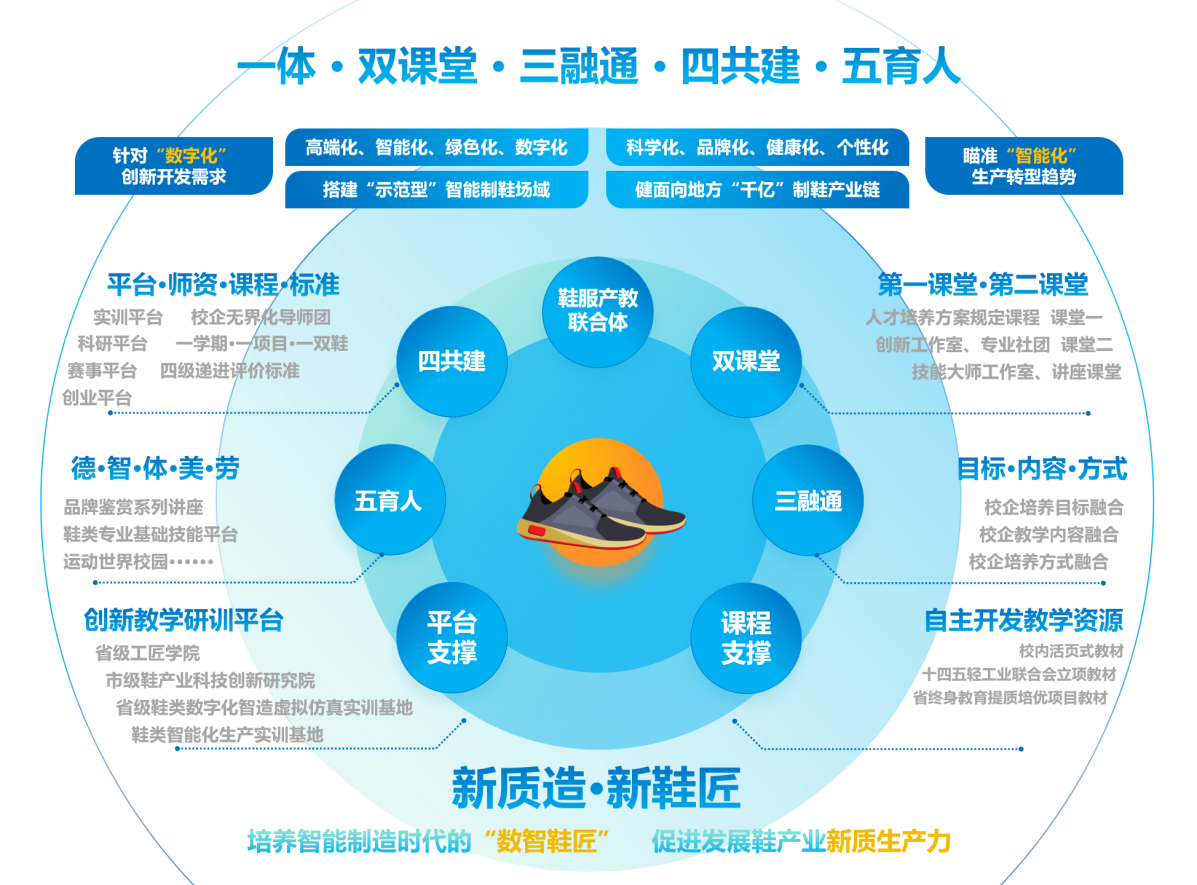 一体·双课堂·三融通·四共建·五育人
针对“数字化”
创新开发需求
高端化、智能化、绿色化、数字化
搭建“示范型”智能制鞋场域
科学化、品牌化、健康化、个性化
健面向地方“千亿”制鞋产业链
瞄准“智能化”
生产转型趋势
平台·师资·课程·标准
实训平台 校企无界化导师团
科研平台 一学期·一项目·一双鞋
赛事平台 四级递进评价标准
创业平台
鞋服产教
联合体
四共建
双课堂
第一课堂·第二课堂
人才培养方案规定课程 课堂一
创新工作室、专业社团 课堂二
技能大师工作室、讲座课堂
德·智·体·美·劳
品牌鉴赏系列讲座
鞋类专业基础技能平台
运动世界校园……
五育人
三融通
目标·内容·方式
校企培养目标融合
校企教学内容融合
校企培养方式融合
创新教学研训平台
省级工匠学院
市级鞋产业科技创新研究院
省级鞋类数字化智造虚拟仿真实训基地
鞋类智能化生产实训基地
平台
支撑
课程
支撑
自主开发教学资源
校内活页式教材
十四五轻工业联合会立项教材
省终身教育提质培优项目教材
新质造·新鞋匠
培养智能制造时代的“数智鞋匠” 促进发展鞋产业新质生产力